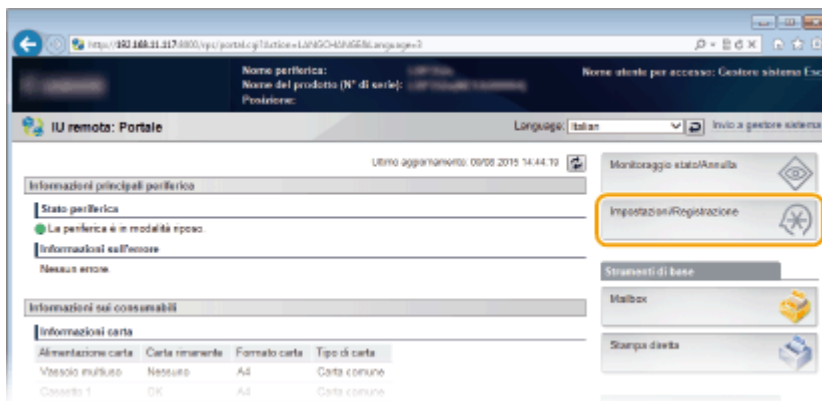 Nome periferica:
Nome del prodotto (N° di serie):
Posizione:
Nome utente per accesso: Gestore sistema
IU remota: Portale
Language: Italian
Invio a gestore sistema
Ultimo aggiornamento: 09/08 2015 14:44:19
Informazioni principali periferica
Stato periferica
La periferica è in modalità riposo.
Informazioni sull'errore
Nessun errore.
Informazioni sui consumabili
Informazioni carta
Alimentazione carta Carta rimanente Formato carta Tipo di carta
Vassoio multiuso Nessuno A4 Carta comune
Cassetto 1 OK A4 Carta comune
Monitoraggio stato/Annulla
Impostazioni/Registrazione
Strumenti di base
Mailbox
Stampa diretta